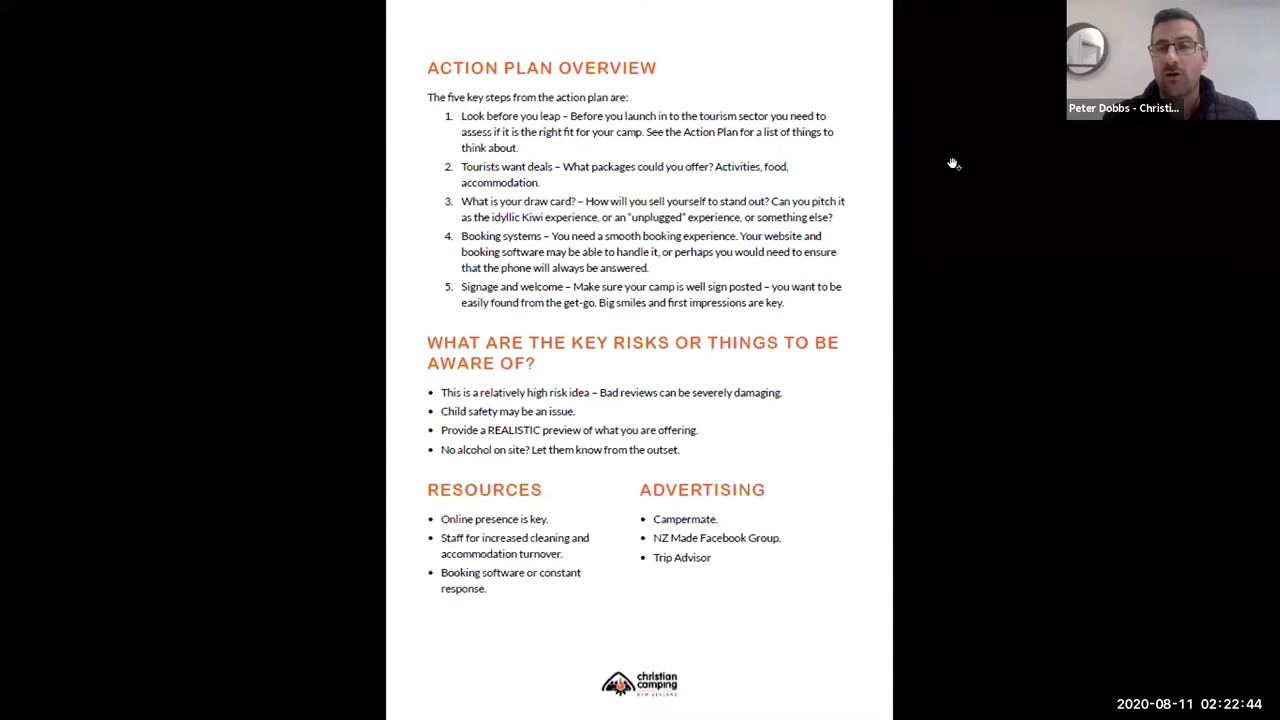 ACTION PLAN OVERVIEW
The five key steps from the action plan are:
1. Look before you leap – Before you launch in to the tourism sector you need to
assess if it is the right fit for your camp. See the Action Plan for a list of things to
think about.
2. Tourists want deals – What packages could you offer? Activities, food,
accommodation.
3. What is your draw card? – How will you sell yourself to stand out? Can you pitch it
as the idyllic Kiwi experience, or an "unplugged" experience, or something else?
4. Booking systems – You need a smooth booking experience. Your website and
booking software may be able to handle it, or perhaps you would need to ensure
that the phone will always be answered.
5. Signage and welcome – Make sure your camp is well sign posted – you want to be
easily found from the get-go. Big smiles and first impressions are key.
WHAT ARE THE KEY RISKS OR THINGS TO BE
AWARE OF?
• This is a relatively high risk idea – Bad reviews can be severely damaging.
• Child safety may be an issue.
• Provide a REALISTIC preview of what you are offering.
• No alcohol on site? Let them know from the outset.
RESOURCES
• Online presence is key.
• Staff for increased cleaning and
accommodation turnover.
• Booking software or constant
response.
ADVERTISING
• Campermate.
• NZ Made Facebook Group.
• Trip Advisor
christian
camping
NEW ZEALAND
Peter Dobbs - Christi...
2020-08-11 02:22:44